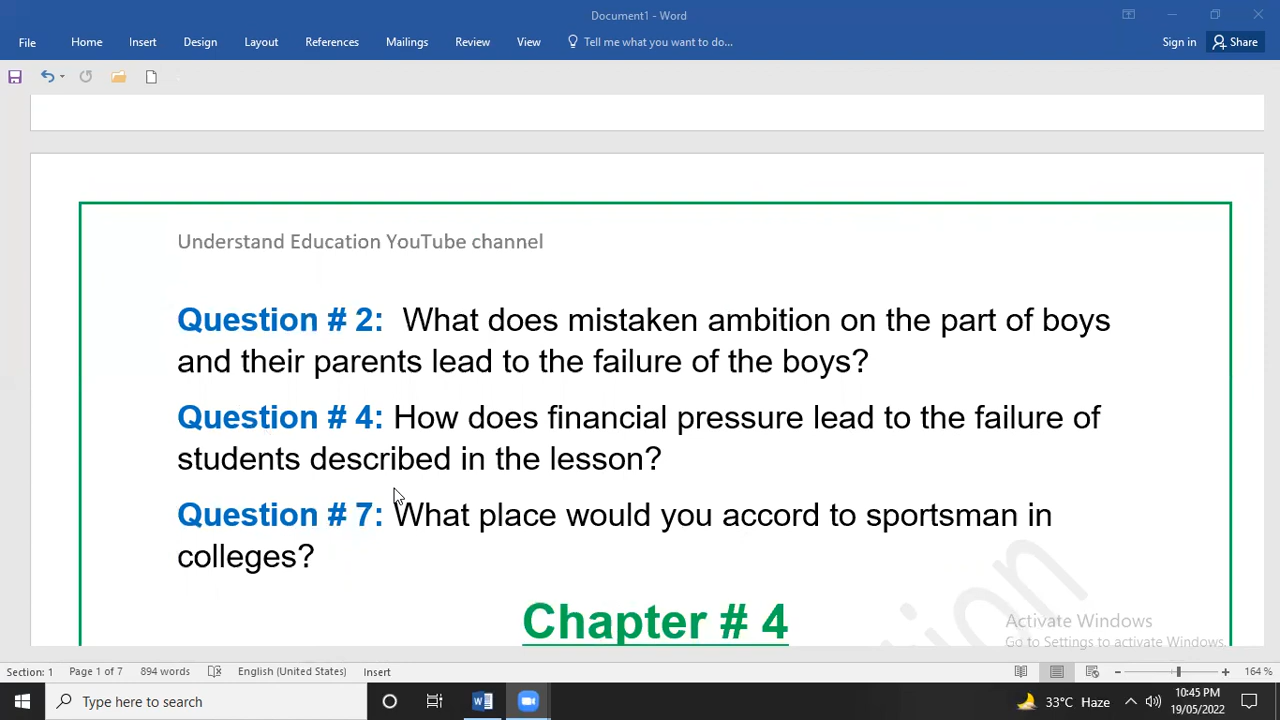 Document1 - Word
File Home Insert Design Layout References Mailings Review View Tell me what you want to do... Sign in Share
Understand Education YouTube channel
Question # 2: What does mistaken ambition on the part of boys
and their parents lead to the failure of the boys?
Question # 4: How does financial pressure lead to the failure of
students described in the lesson?
Question # 7: What place would you accord to sportsman in
colleges?
Chapter # 4
Activate Windows
Go to Settings to activate Windows.
Section: 1 Page 1 of 7 894 words English (United States) Insert 164 %
Type here to search 33°C Haze 10:45 PM
19/05/2022